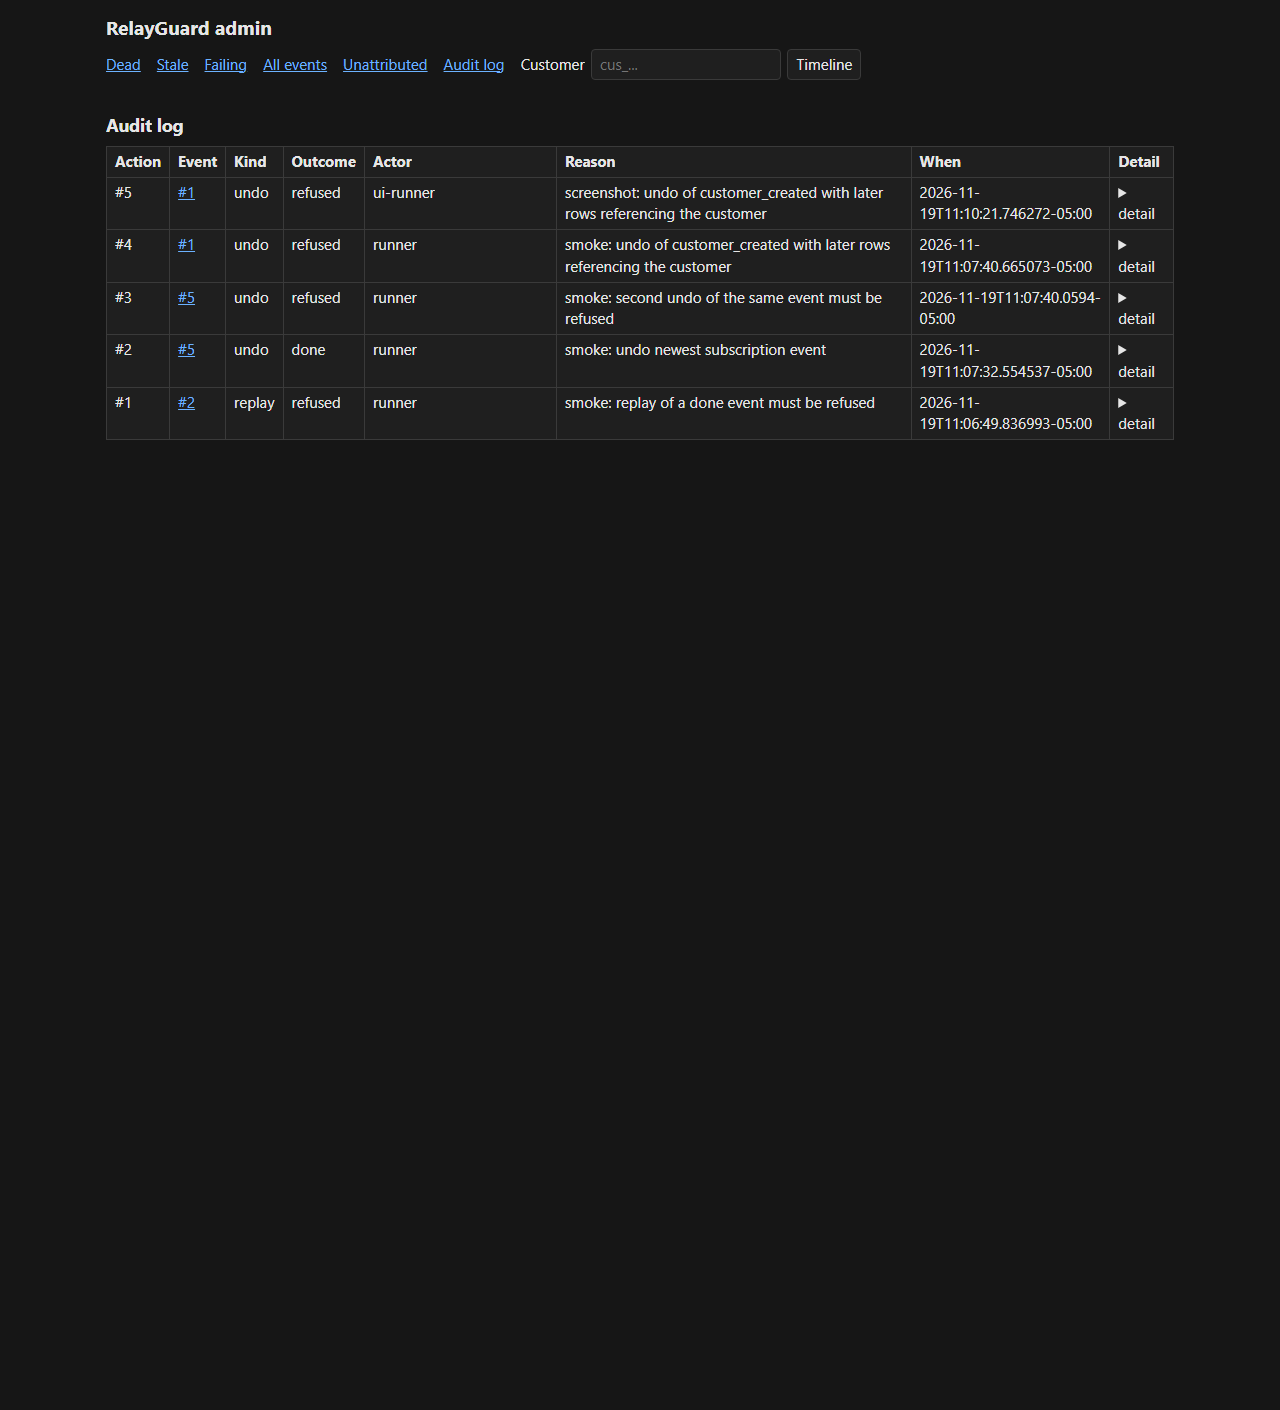 RelayGuard admin
Dead Stale Failing All events Unattributed Audit log Customer cus_... Timeline
Audit log
Action Event Kind Outcome Actor Reason When Detail
#5 #1 undo refused ui-runner screenshot: undo of customer_created with later 2026-11-
rows referencing the customer 19T11:10:21.746272-05:00 detail
#4 #1 undo refused runner smoke: undo of customer_created with later rows 2026-11-
referencing the customer 19T11:07:40.665073-05:00 detail
#3 #5 undo refused runner smoke: second undo of the same event must be 2026-11-19T11:07:40.0594-
refused 05:00 detail
#2 #5 undo done runner smoke: undo newest subscription event 2026-11-
19T11:07:32.554537-05:00 detail
#1 #2 replay refused runner smoke: replay of a done event must be refused 2026-11-
19T11:06:49.836993-05:00 detail